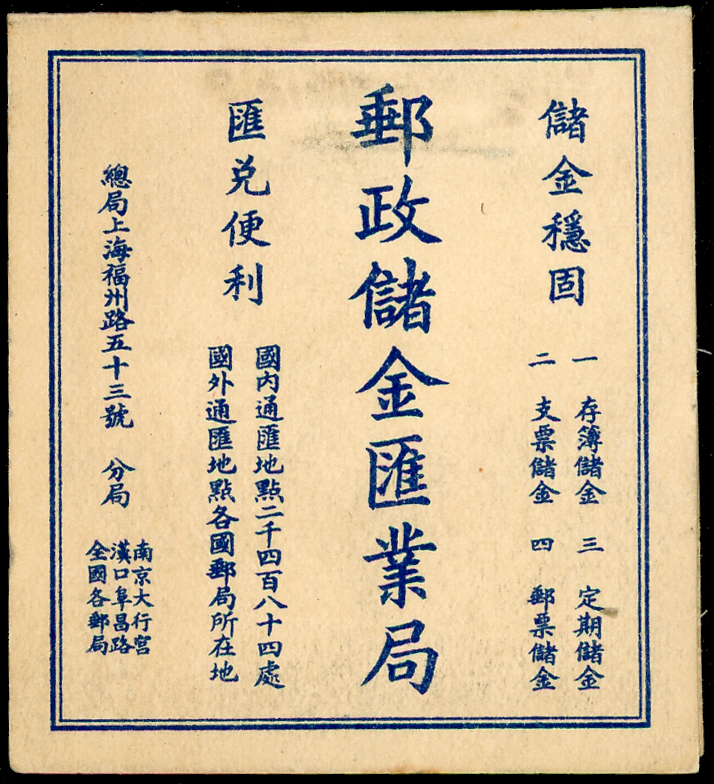 儲金穩固
一 存簿儲金 三 定期儲金
二 支票儲金 四 郵票儲金
郵政儲金匯業局
匯兑便利
國内通匯地點二千四百八十四處
國外通匯地點各國郵局所在地
總局上海福州路五十三號 分局
南京大行宮
漢口阜昌路
全國各郵局